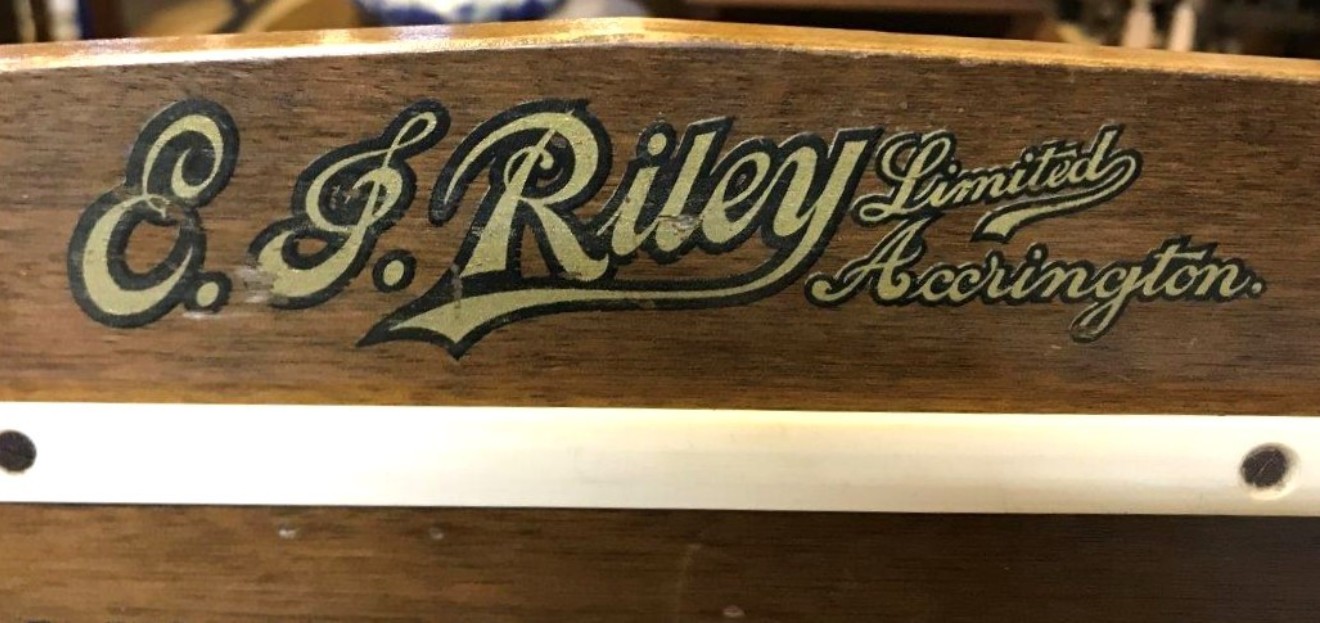 E. J. Riley Limited
Accrington.